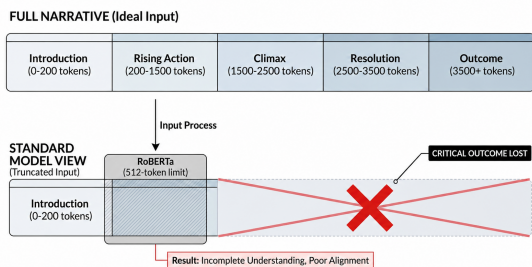 FULL NARRATIVE (Ideal Input)
Introduction
(0-200 tokens)
Rising Action
(200-1500 tokens)
Climax
(1500-2500 tokens)
Resolution
(2500-3500 tokens)
Outcome
(3500+ tokens)
Input Process
STANDARD
MODEL VIEW
(Truncated Input)
RoBERTa
(512-token limit)
CRITICAL OUTCOME LOST
Introduction
(0-200 tokens)
Result: Incomplete Understanding, Poor Alignment